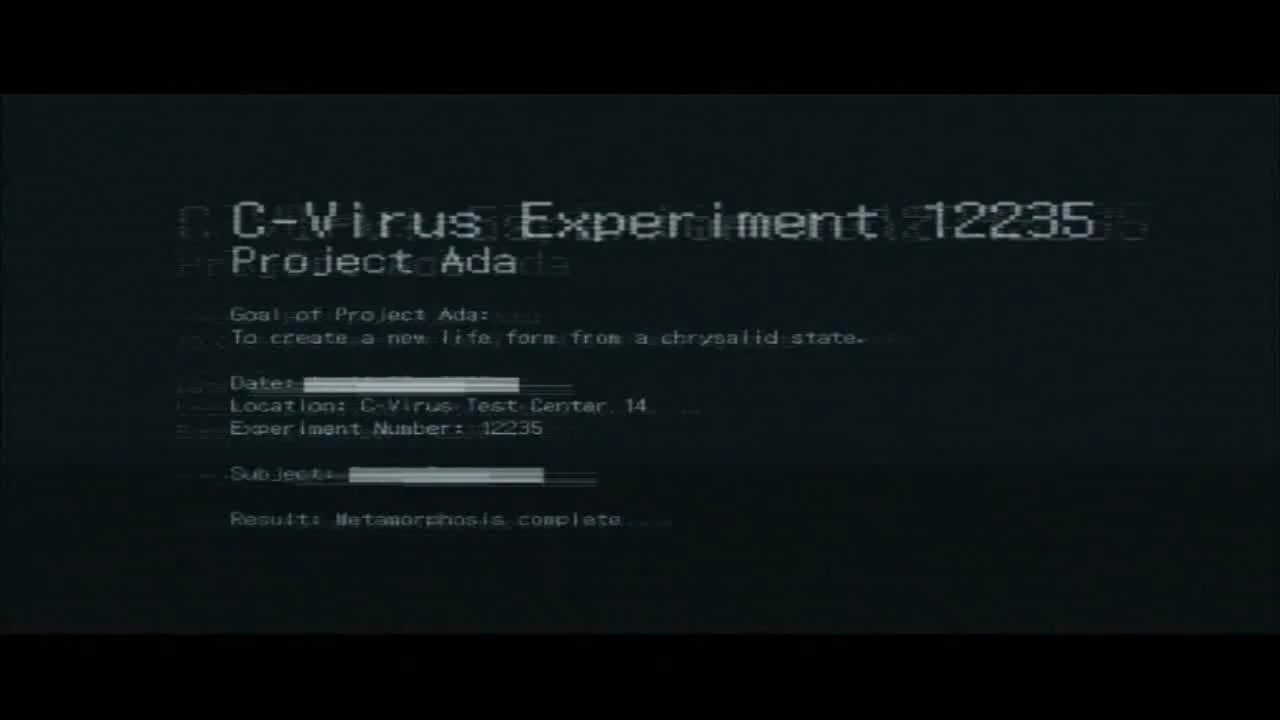 C-Virus Experiment 12235
Project Ada
Goal of Project Ada:
To create a new life form from a chrysalid state.
Date:
Location: C-Virus Test Center 14
Experiment Number: 12235
Subject:
Result: Metamorphosis complete